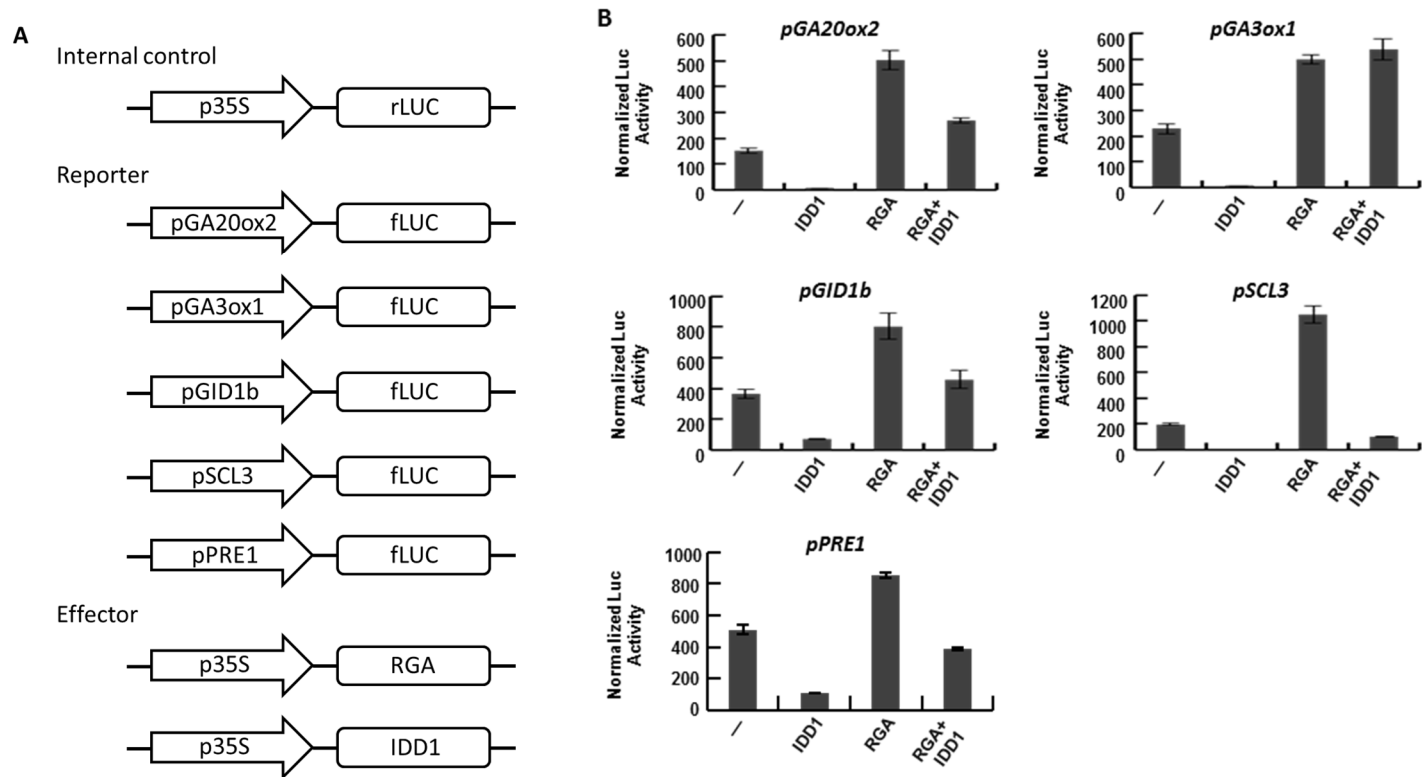 A
Internal control
p35S rLUC
Reporter
pGA20ox2 fLUC
pGA3ox1 fLUC
pGID1b fLUC
pSCL3 fLUC
pPRE1 fLUC
Effector
p35S RGA
p35S IDD1
B
pGA20ox2
Normalized Luc
Activity
600
500
400
300
200
100
0
—
IDD1
RGA
RGA+
IDD1
pGA3ox1
Normalized Luc
Activity
600
500
400
300
200
100
0
—
IDD1
RGA
RGA+
IDD1
pGID1b
Normalized Luc
Activity
1000
800
600
400
200
0
—
IDD1
RGA
RGA+
IDD1
pSCL3
Normalized Luc
Activity
1200
1000
800
600
400
200
0
—
IDD1
RGA
RGA+
IDD1
pPRE1
Normalized Luc
Activity
1000
800
600
400
200
0
—
IDD1
RGA
RGA+
IDD1